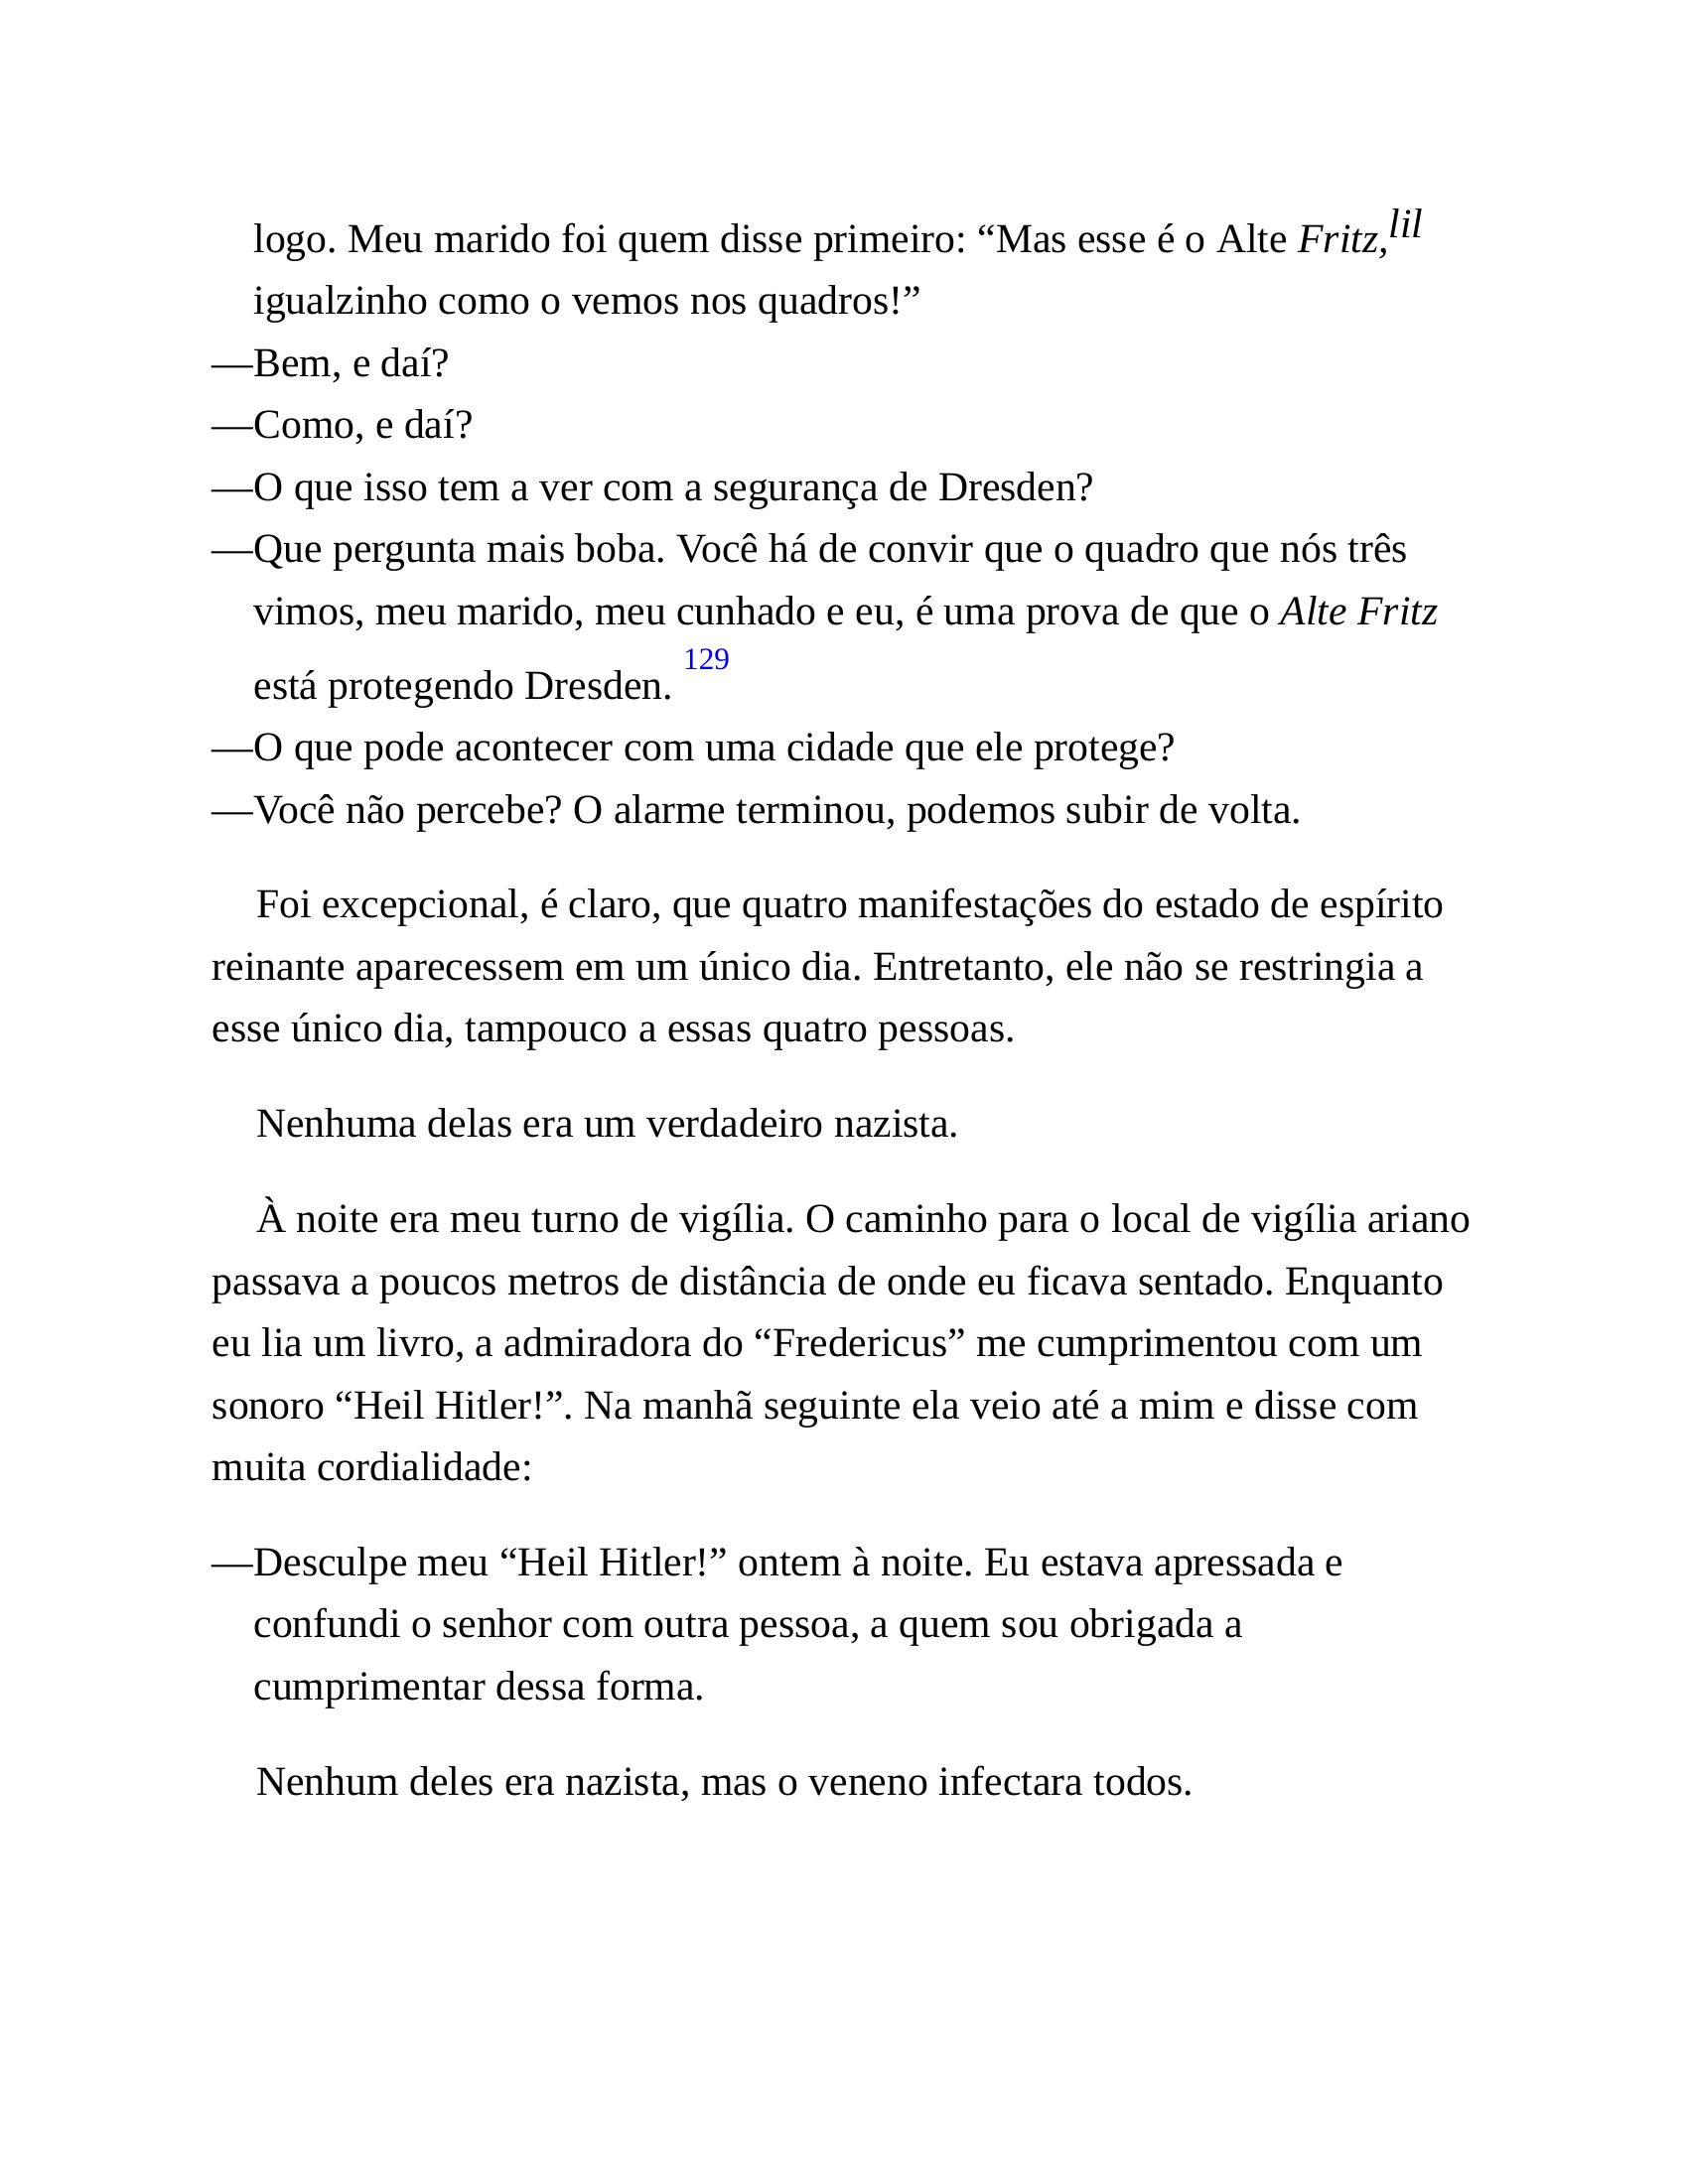 logo. Meu marido foi quem disse primeiro: “Mas esse é o Alte Fritz,lil
igualzinho como o vemos nos quadros!”
—Bem, e daí?
—Como, e daí?
—O que isso tem a ver com a segurança de Dresden?
—Que pergunta mais boba. Você há de convir que o quadro que nós três
vimos, meu marido, meu cunhado e eu, é uma prova de que o Alte Fritz
está protegendo Dresden. 129
—O que pode acontecer com uma cidade que ele protege?
—Você não percebe? O alarme terminou, podemos subir de volta.
Foi excepcional, é claro, que quatro manifestações do estado de espírito
reinante aparecessem em um único dia. Entretanto, ele não se restringia a
esse único dia, tampouco a essas quatro pessoas.
Nenhuma delas era um verdadeiro nazista.
À noite era meu turno de vigília. O caminho para o local de vigília ariano
passava a poucos metros de distância de onde eu ficava sentado. Enquanto
eu lia um livro, a admiradora do “Fredericus” me cumprimentou com um
sonoro “Heil Hitler!”. Na manhã seguinte ela veio até a mim e disse com
muita cordialidade:
—Desculpe meu “Heil Hitler!” ontem à noite. Eu estava apressada e
confundi o senhor com outra pessoa, a quem sou obrigada a
cumprimentar dessa forma.
Nenhum deles era nazista, mas o veneno infectara todos.